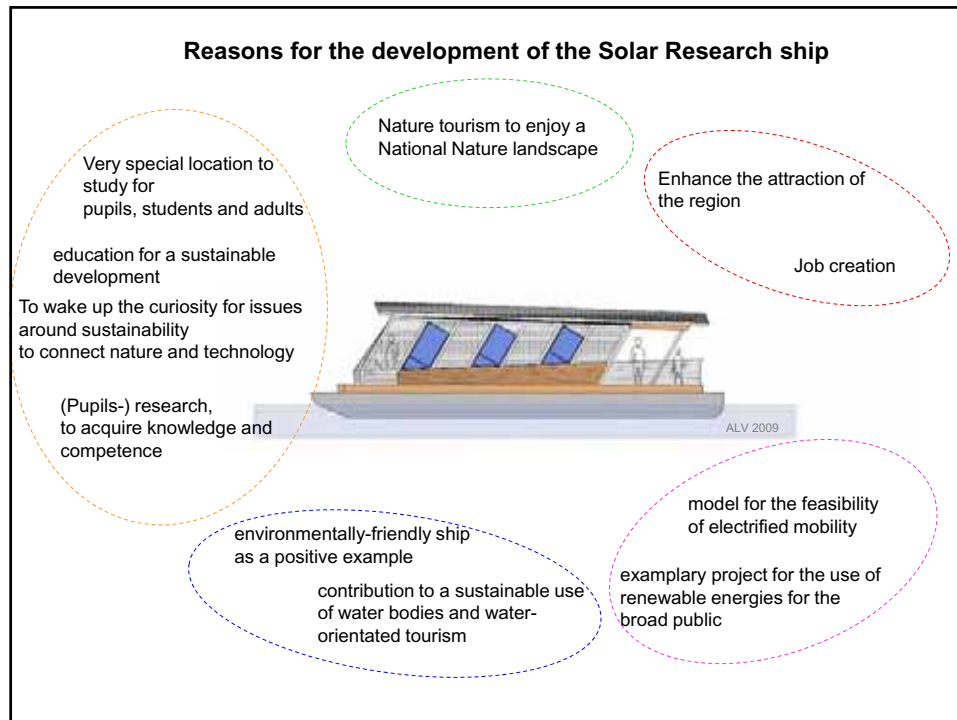 Reasons for the development of the Solar Research ship
Nature tourism to enjoy a
National Nature landscape
Very special location to
study for
pupils, students and adults
education for a sustainable
development
To wake up the curiosity for issues
around sustainability
to connect nature and technology
(Pupils-) research,
to acquire knowledge and
competence
Enhance the attraction of
the region
Job creation
ALV 2009
environmentally-friendly ship
as a positive example
contribution to a sustainable use
of water bodies and water-
orientated tourism
model for the feasibility
of electrified mobility
examplary project for the use of
renewable energies for the
broad public